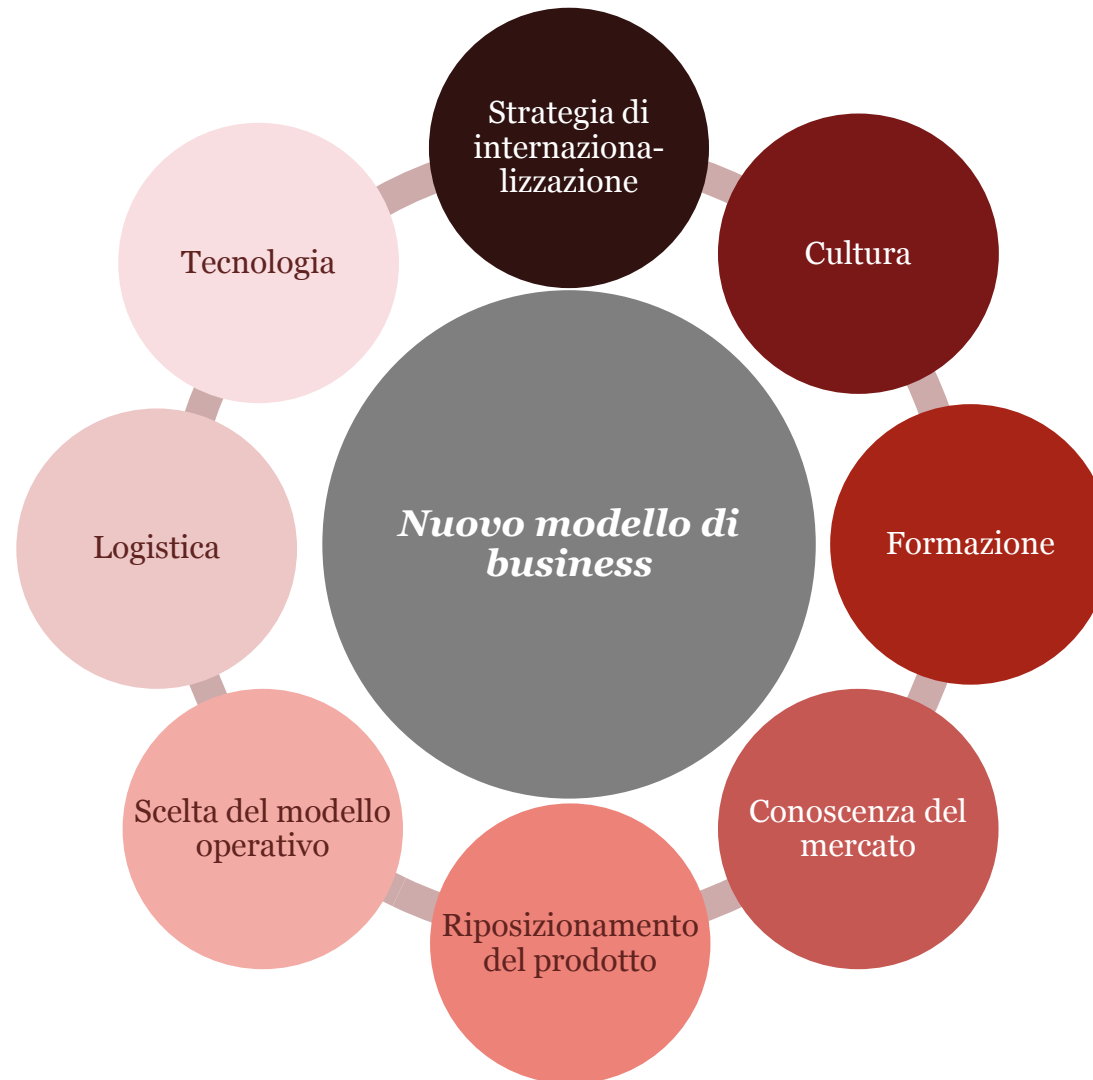 Strategia di
internaziona-
lizzazione
Cultura
Tecnologia
Nuovo modello di
business
Formazione
Logistica
Conoscenza del
mercato
Scelta del modello
operativo
Riposizionamento
del prodotto